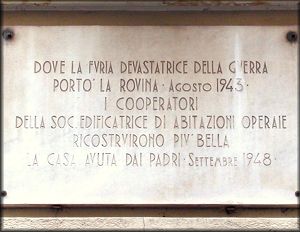 DOVE LA FVRIA DEVASTATRICE DELLA GVERRA
PORTO' LA ROVINA · AGOSTO 1943 ·
I COOPERATORI
DELLA SOC. EDIFICATRICE DI ABITAZIONI OPERAIE
RICOSTRVIRONO PIV' BELLA
LA CASA AVVTA DAI PADRI · SETTEMBRE 1948 ·